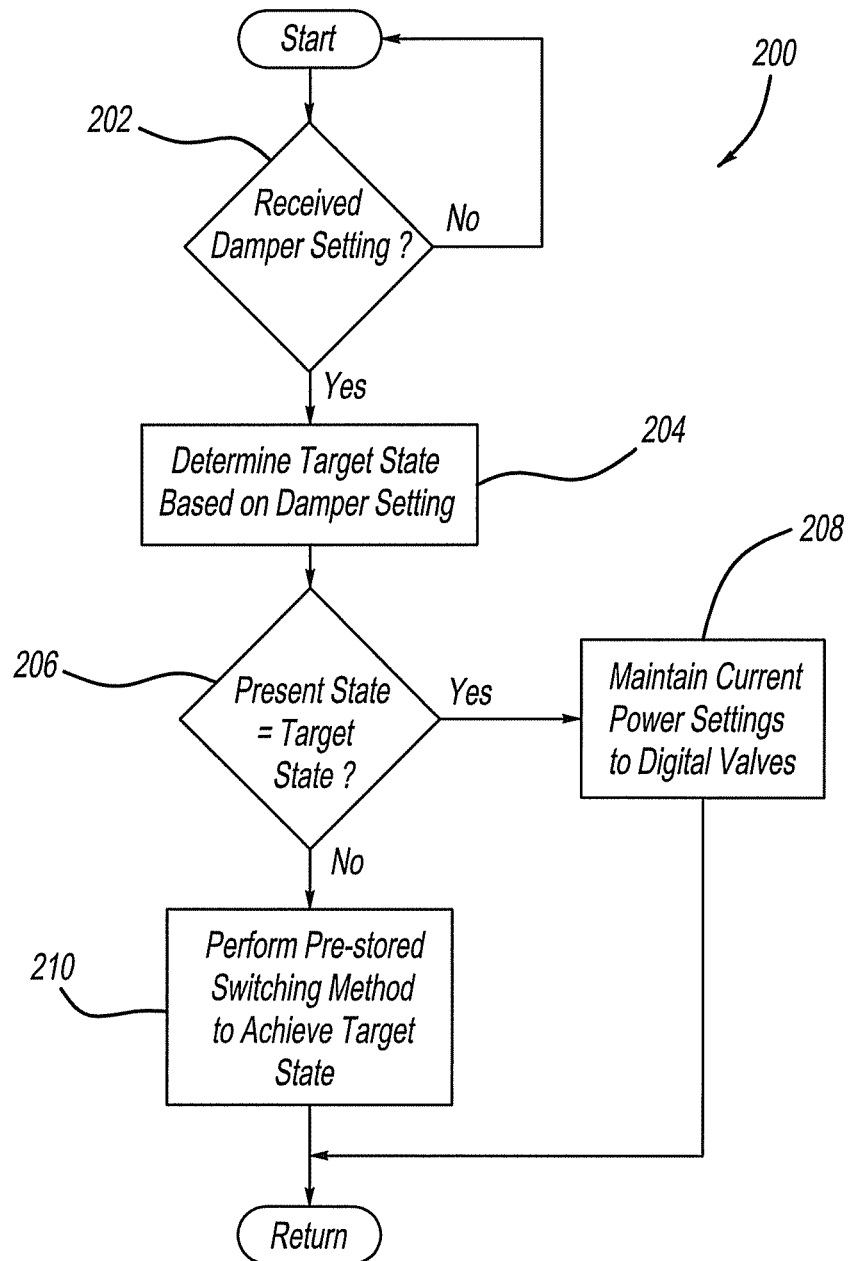 Start
200
202
Received
Damper Setting ?
No
Yes
Determine Target State
Based on Damper Setting
204
208
206
Present State
= Target
State ?
Yes
Maintain Current
Power Settings
to Digital Valves
No
210
Perform Pre-stored
Switching Method
to Achieve Target
State
Return